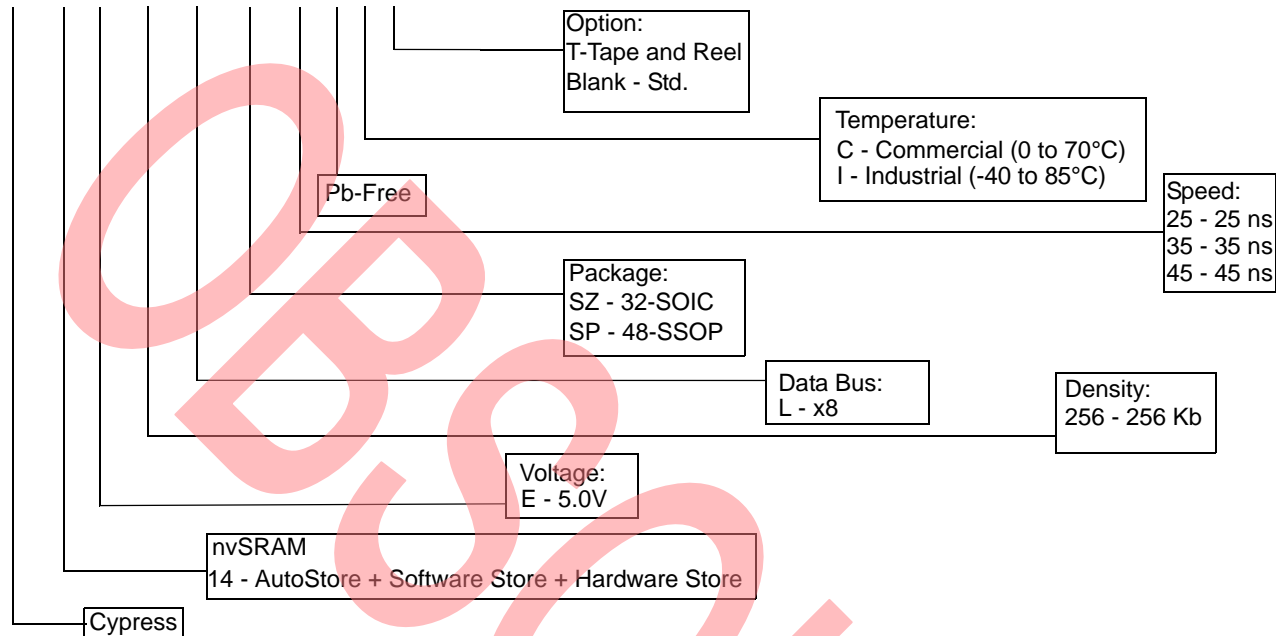 Option:
T-Tape and Reel
Blank - Std.
Temperature:
C - Commercial (0 to 70°C)
I - Industrial (-40 to 85°C)
Pb-Free
Speed:
25 - 25 ns
35 - 35 ns
45 - 45 ns
Package:
SZ - 32-SOIC
SP - 48-SSOP
Data Bus:
L - x8
Density:
256 - 256 Kb
Voltage:
E - 5.0V
nvSRAM
14 - AutoStore + Software Store + Hardware Store
Cypress